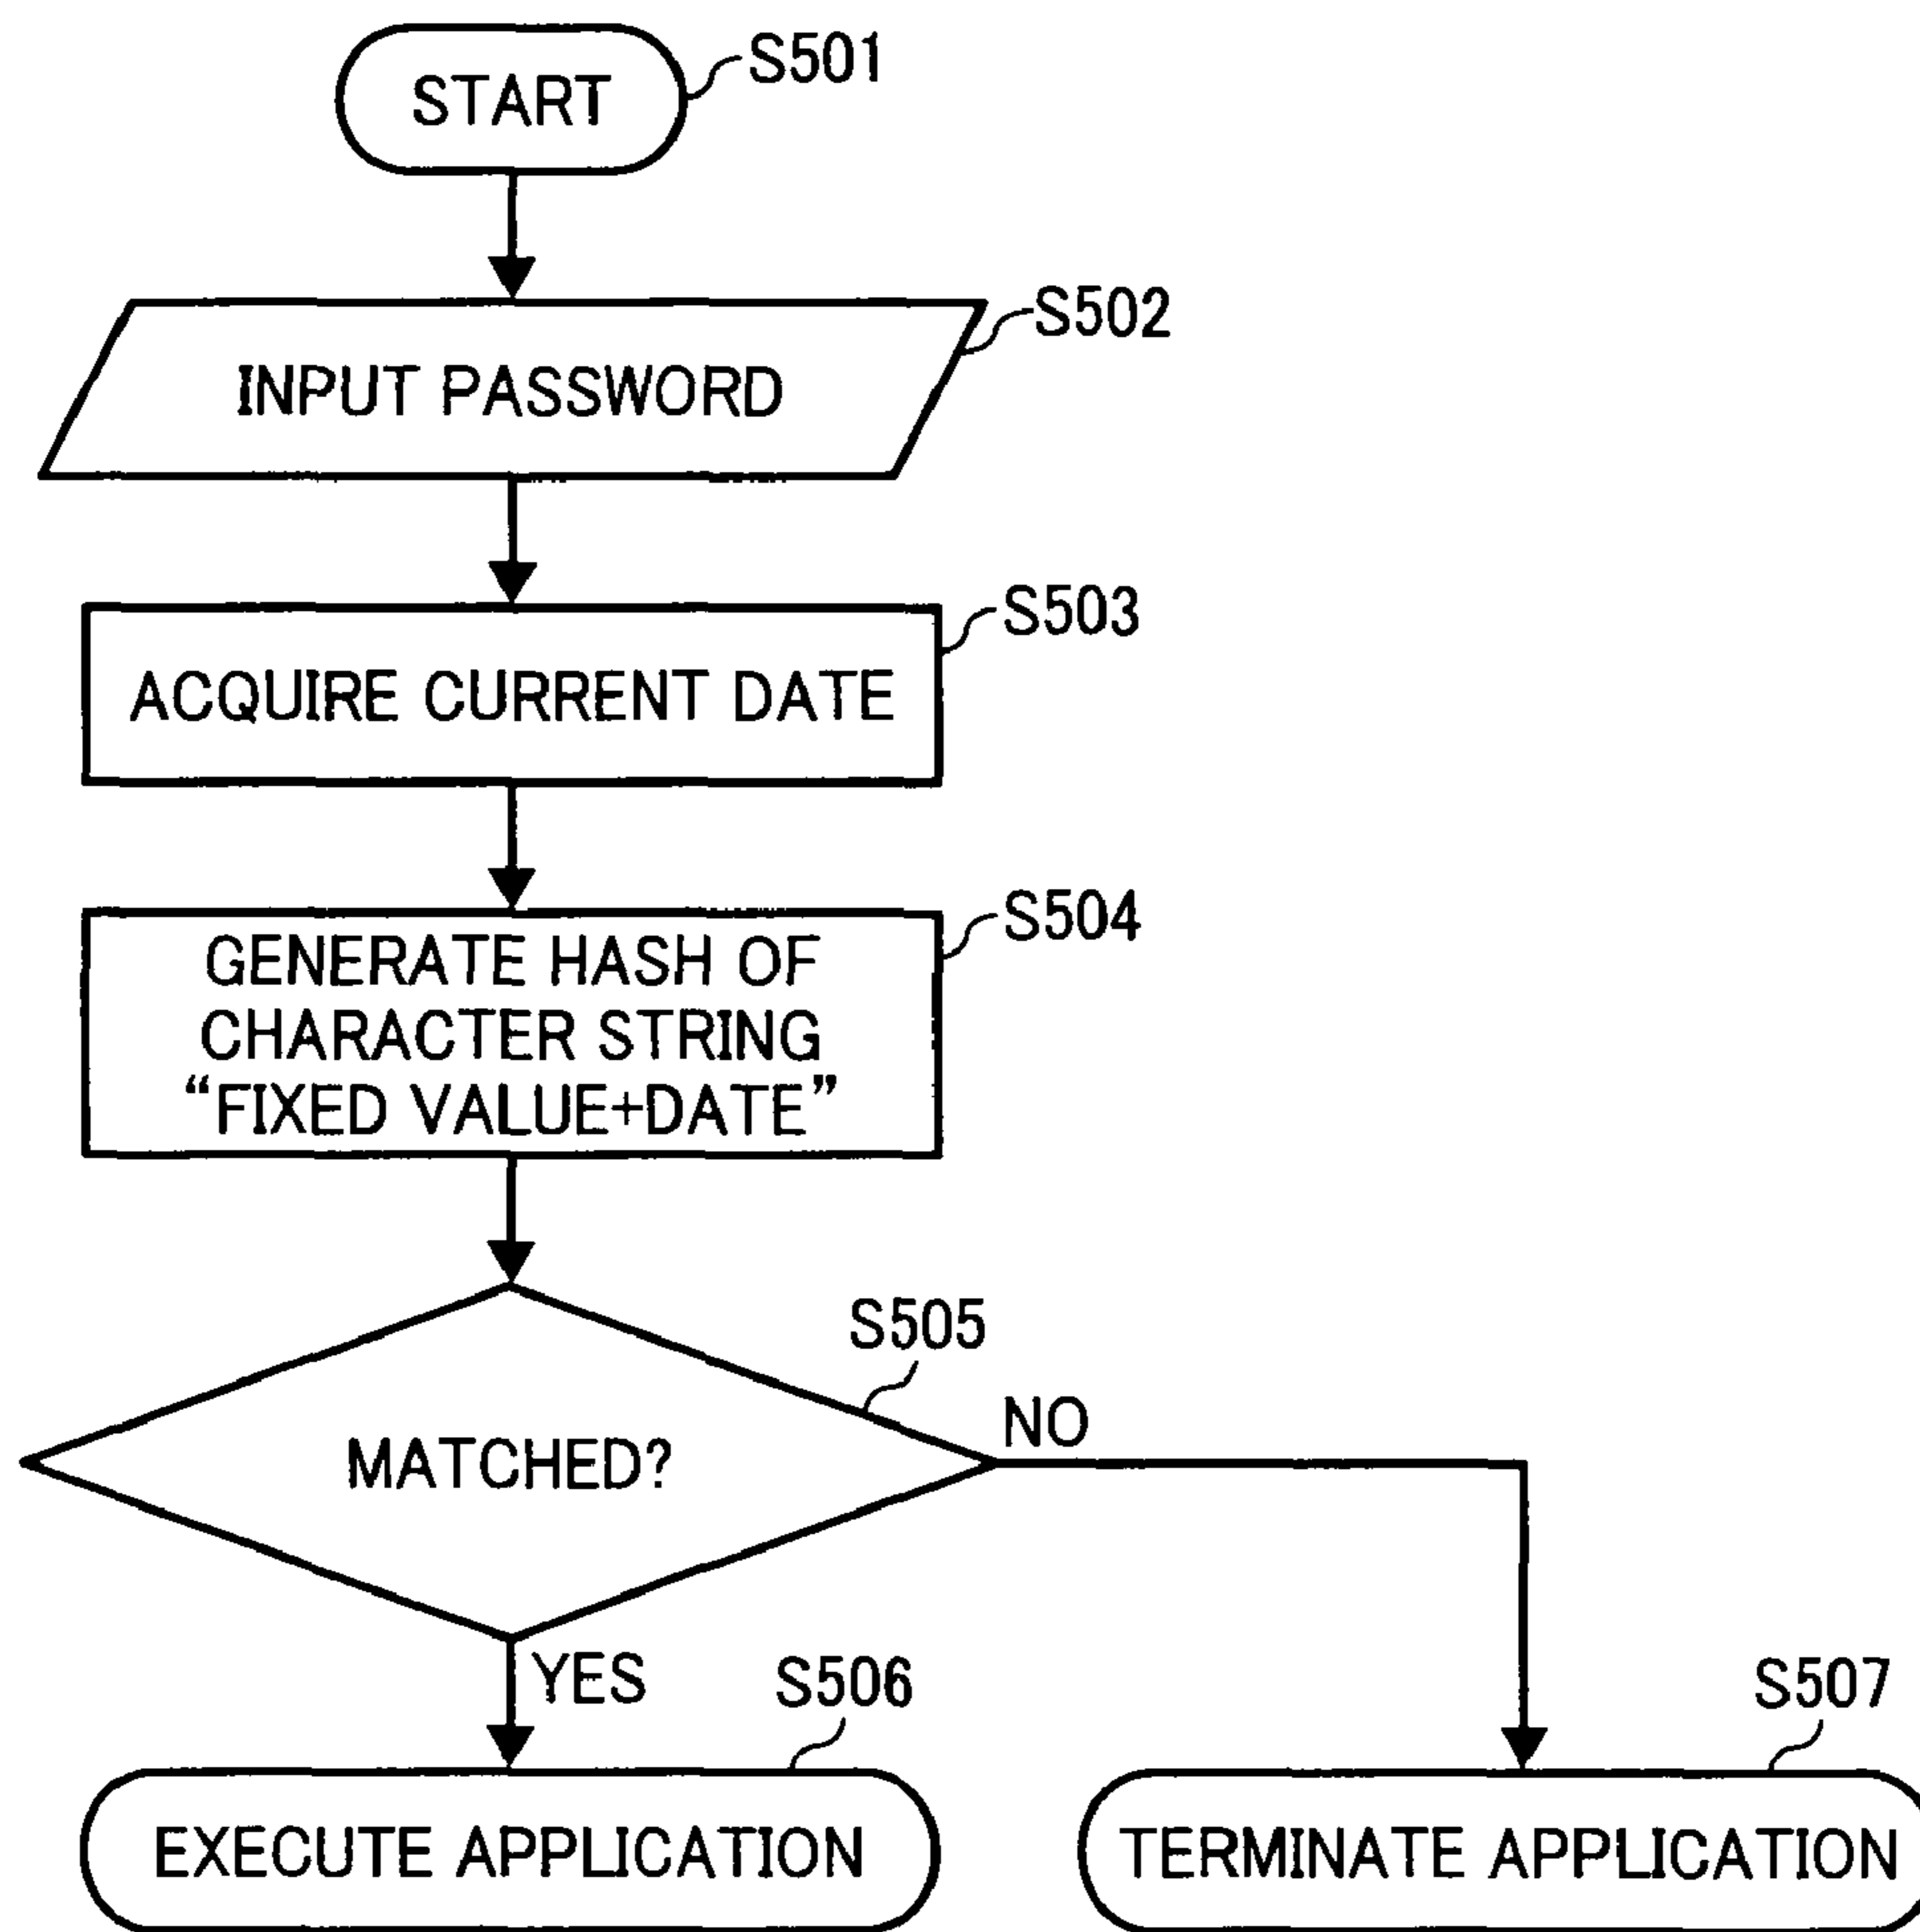 START
S501
INPUT PASSWORD
S502
ACQUIRE CURRENT DATE
S503
GENERATE HASH OF
CHARACTER STRING
“FIXED VALUE+DATE”
S504
MATCHED?
S505
NO
YES
S506
EXECUTE APPLICATION
S507
TERMINATE APPLICATION